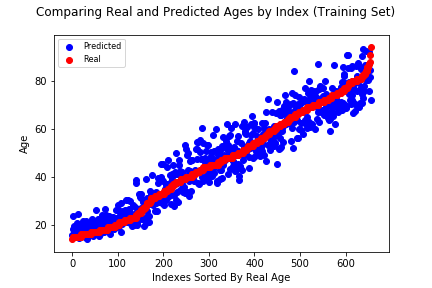 Comparing Real and Predicted Ages by Index (Training Set)
Predicted
Real
Age
80
60
40
20
0 100 200 300 400 500 600
Indexes Sorted By Real Age